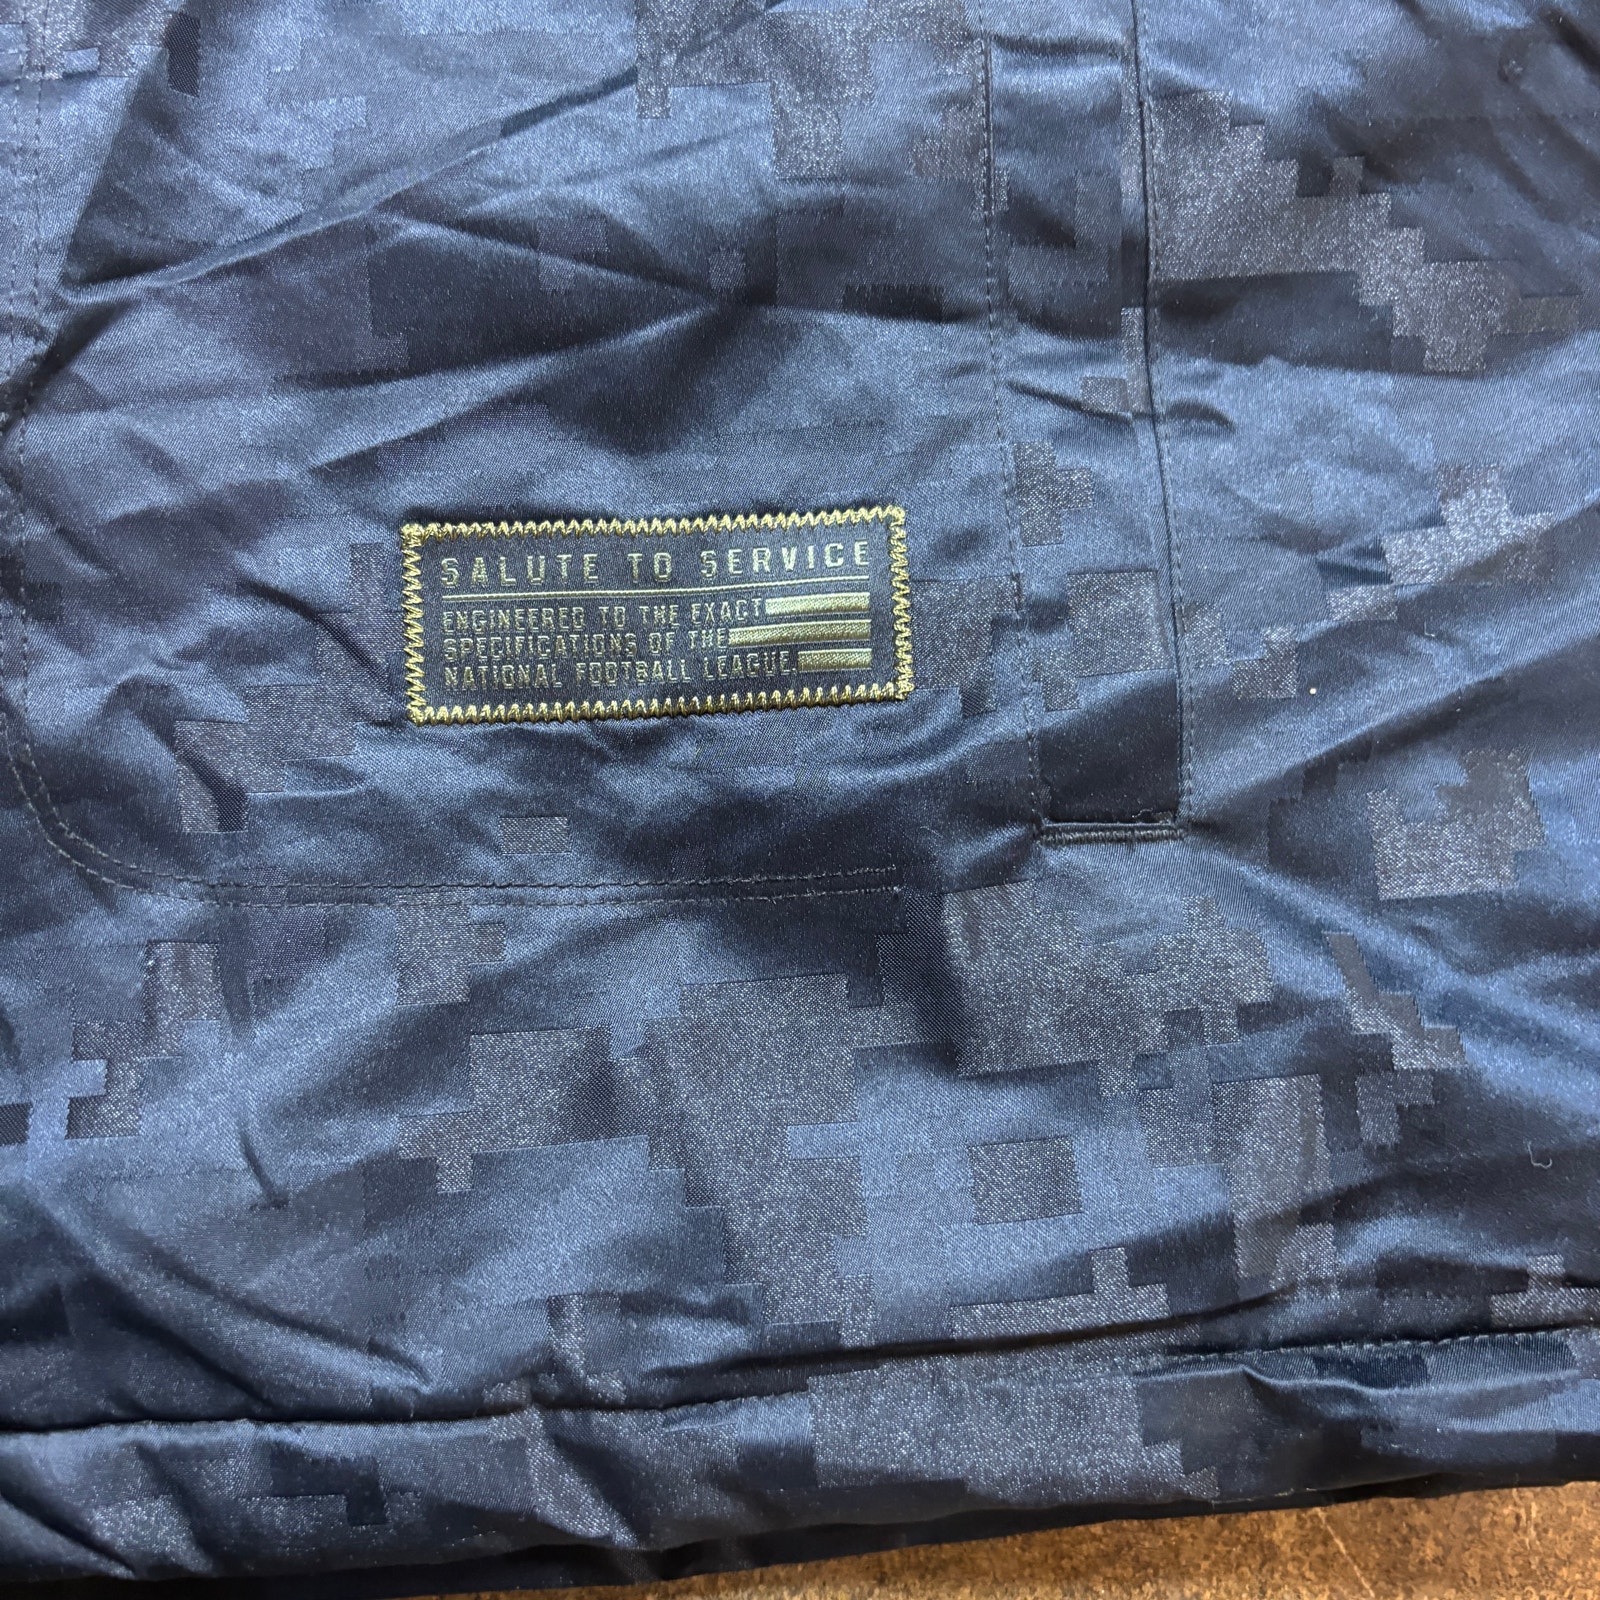 SALUTE TO SERVICE
ENGINEERED TO THE EXACT
SPECIFICATIONS OF THE
NATIONAL FOOTBALL LEAGUE.